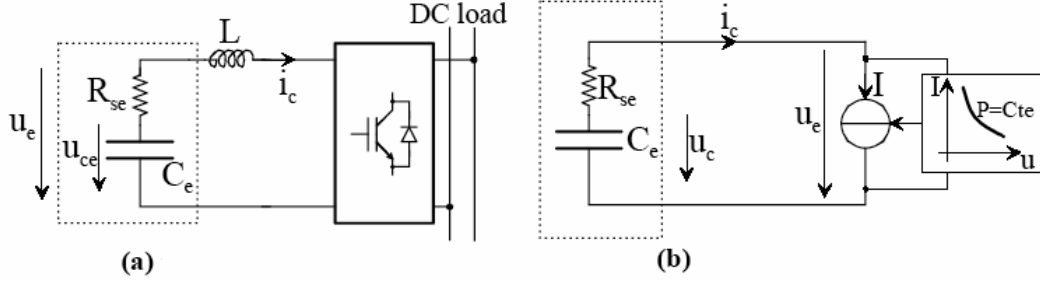 DC load
L
i_c
R_se
u_e
u_ce
C_e
(a)
i_c
R_se
C_e
u_c
u_e
I
I
P=Cte
u
(b)